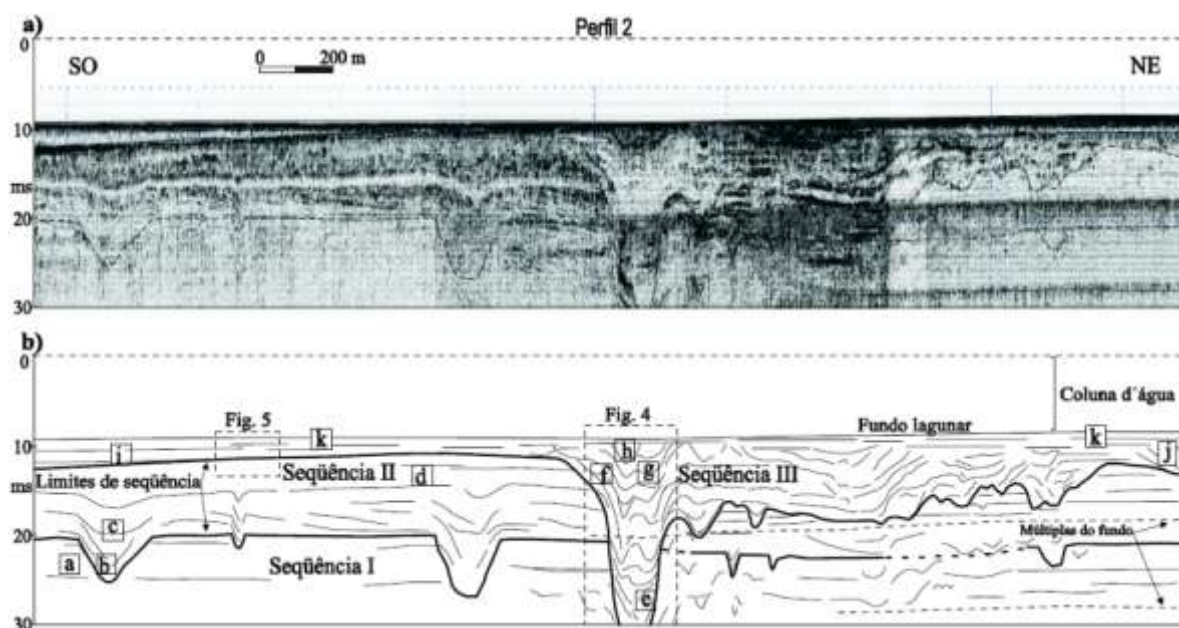 a)
Perfil 2
0
SO
0 200 m
NE
10
ms
20
30
b)
0
Coluna d´água
Fig. 5
Fig. 4
Fundo lagunar
10
i
k
h
k
j
Limites de seqüência
Seqüência II
d
f
g
Seqüência III
ms
c
20
Múltiplas do fundo
a
b
Seqüência I
e
30